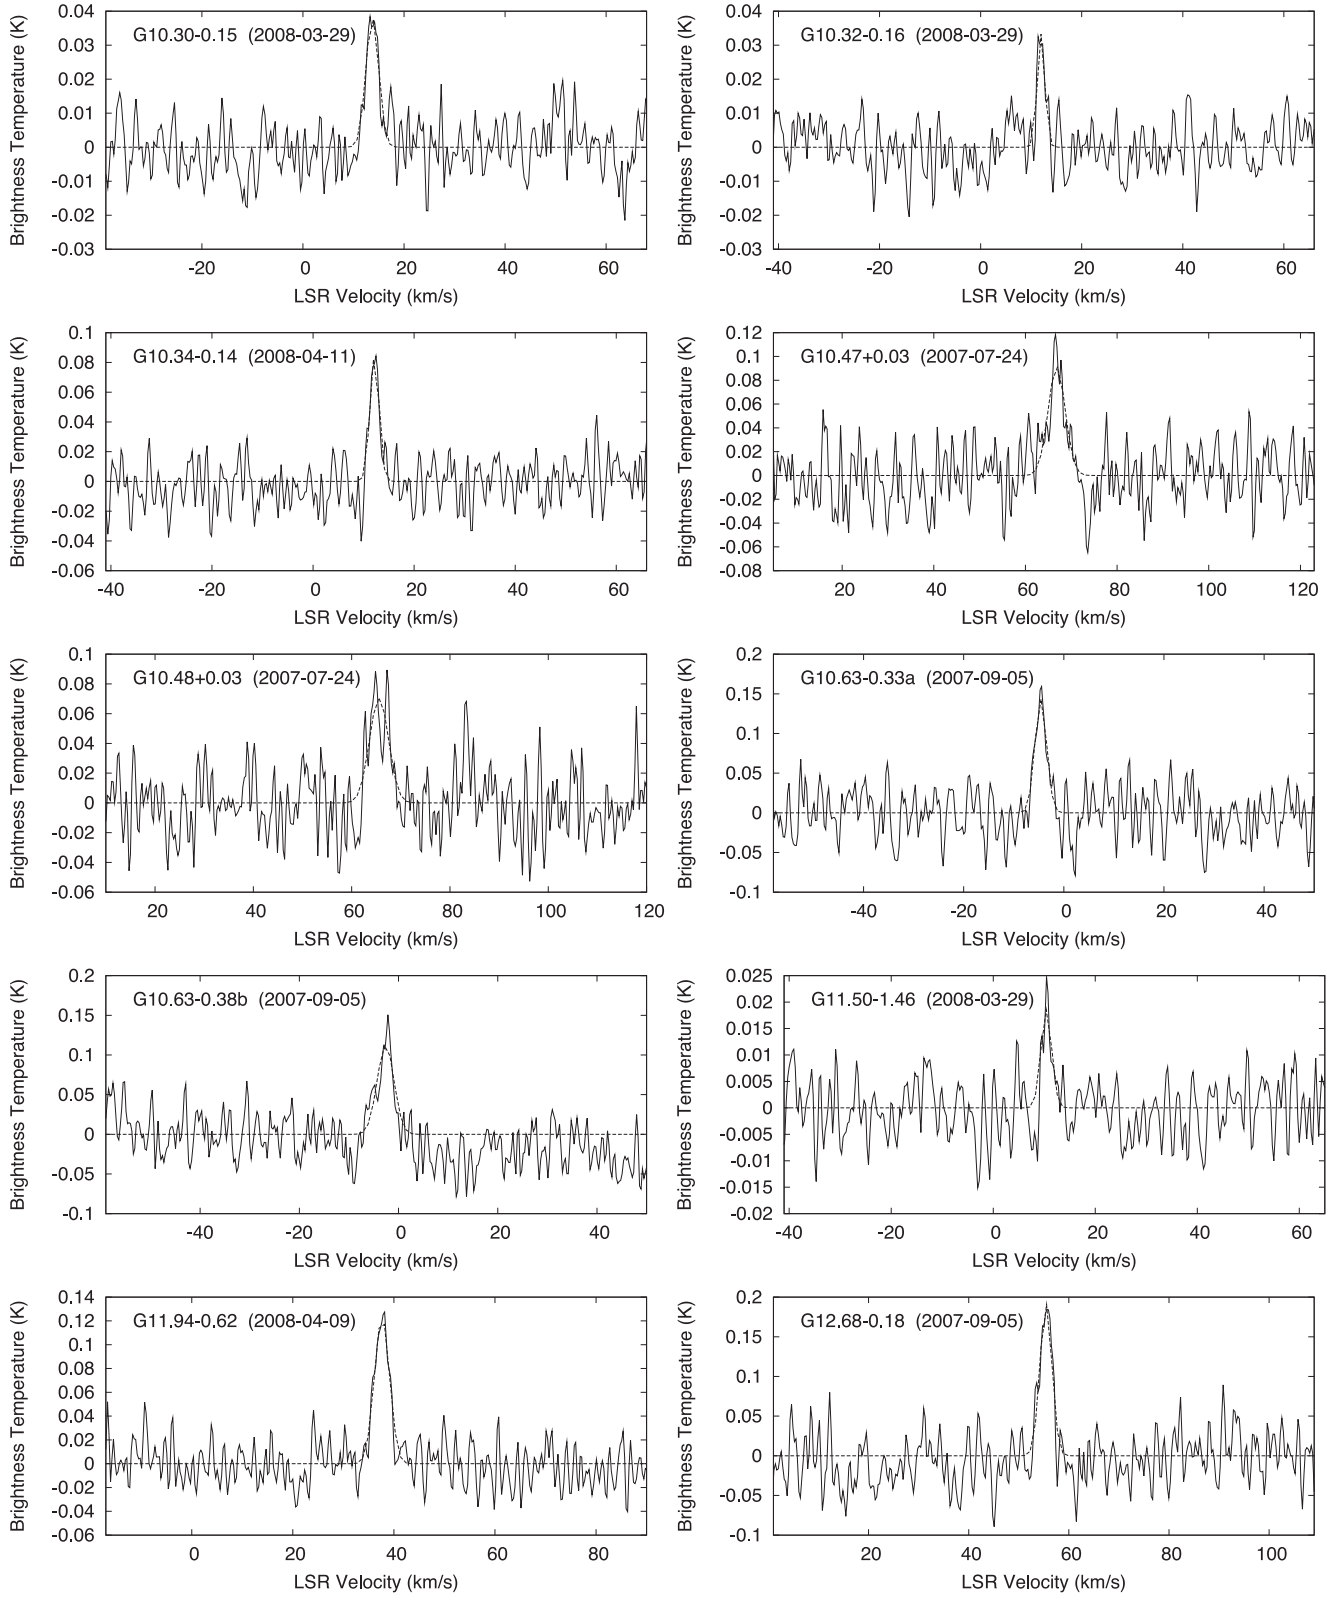 G10.30-0.15 (2008-03-29)
Brightness Temperature (K)
0.04
0.03
0.02
0.01
0
-0.01
-0.02
-0.03
-20 0 20 40 60
LSR Velocity (km/s)
G10.32-0.16 (2008-03-29)
Brightness Temperature (K)
0.04
0.03
0.02
0.01
0
-0.01
-0.02
-0.03
-40 -20 0 20 40 60
LSR Velocity (km/s)
G10.34-0.14 (2008-04-11)
Brightness Temperature (K)
0.1
0.08
0.06
0.04
0.02
0
-0.02
-0.04
-0.06
-40 -20 0 20 40 60
LSR Velocity (km/s)
G10.47+0.03 (2007-07-24)
Brightness Temperature (K)
0.12
0.1
0.08
0.06
0.04
0.02
0
-0.02
-0.04
-0.06
-0.08
20 40 60 80 100 120
LSR Velocity (km/s)
G10.48+0.03 (2007-07-24)
Brightness Temperature (K)
0.1
0.08
0.06
0.04
0.02
0
-0.02
-0.04
-0.06
20 40 60 80 100 120
LSR Velocity (km/s)
G10.63-0.33a (2007-09-05)
Brightness Temperature (K)
0.2
0.15
0.1
0.05
0
-0.05
-0.1
-40 -20 0 20 40
LSR Velocity (km/s)
G10.63-0.38b (2007-09-05)
Brightness Temperature (K)
0.2
0.15
0.1
0.05
0
-0.05
-0.1
-40 -20 0 20 40
LSR Velocity (km/s)
G11.50-1.46 (2008-03-29)
Brightness Temperature (K)
0.025
0.02
0.015
0.01
0.005
0
-0.005
-0.01
-0.015
-0.02
-40 -20 0 20 40 60
LSR Velocity (km/s)
G11.94-0.62 (2008-04-09)
Brightness Temperature (K)
0.14
0.12
0.1
0.08
0.06
0.04
0.02
0
-0.02
-0.04
-0.06
0 20 40 60 80
LSR Velocity (km/s)
G12.68-0.18 (2007-09-05)
Brightness Temperature (K)
0.2
0.15
0.1
0.05
0
-0.05
-0.1
20 40 60 80 100
LSR Velocity (km/s)